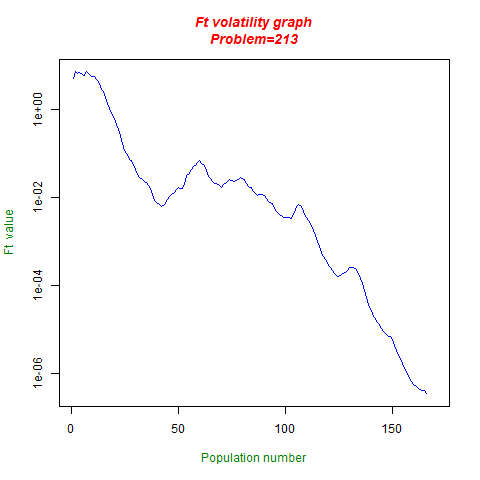 Ft volatility graph
Problem=213
1e+00
1e-02
1e-04
1e-06
Ft value
0 50 100 150
Population number